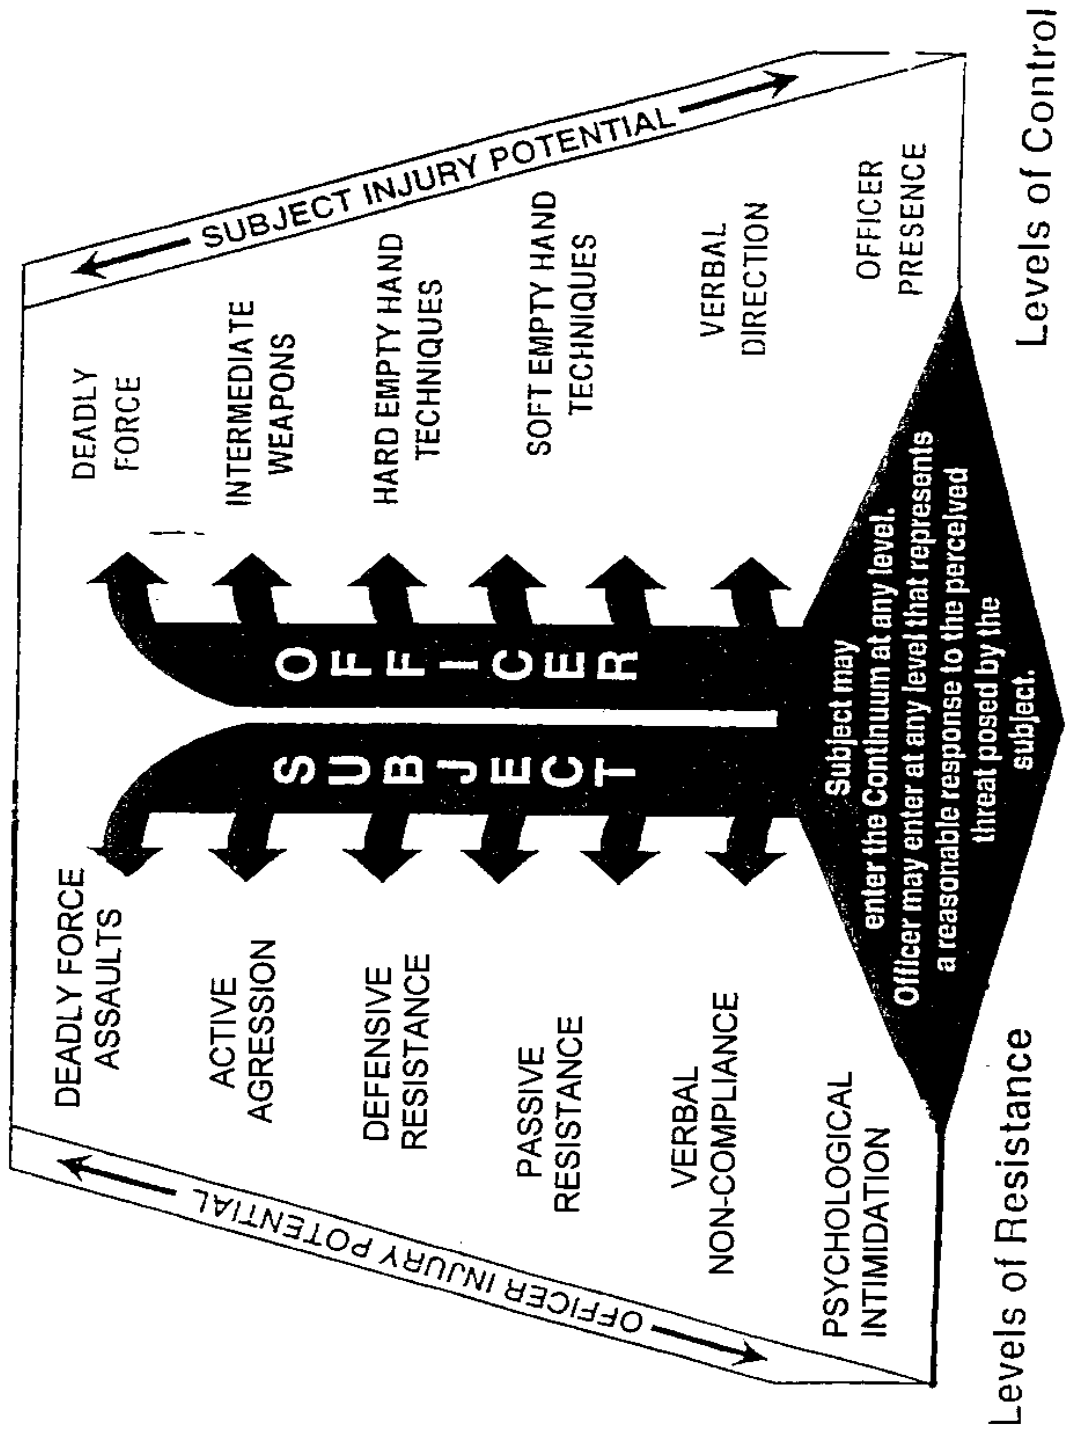 OFFICER INJURY POTENTIAL
DEADLY FORCE
ASSAULTS
ACTIVE
AGRESSION
DEFENSIVE
RESISTANCE
PASSIVE
RESISTANCE
VERBAL
NON-COMPLIANCE
PSYCHOLOGICAL
INTIMIDATION
SUBJECT
OFFICER
DEADLY
FORCE
INTERMEDIATE
WEAPONS
HARD EMPTY HAND
TECHNIQUES
SOFT EMPTY HAND
TECHNIQUES
VERBAL
DIRECTION
OFFICER
PRESENCE
SUBJECT INJURY POTENTIAL
Subject may
enter the Continuum at any level.
Officer may enter at any level that represents
a reasonable response to the perceived
threat posed by the
subject.
Levels of Resistance
Levels of Control